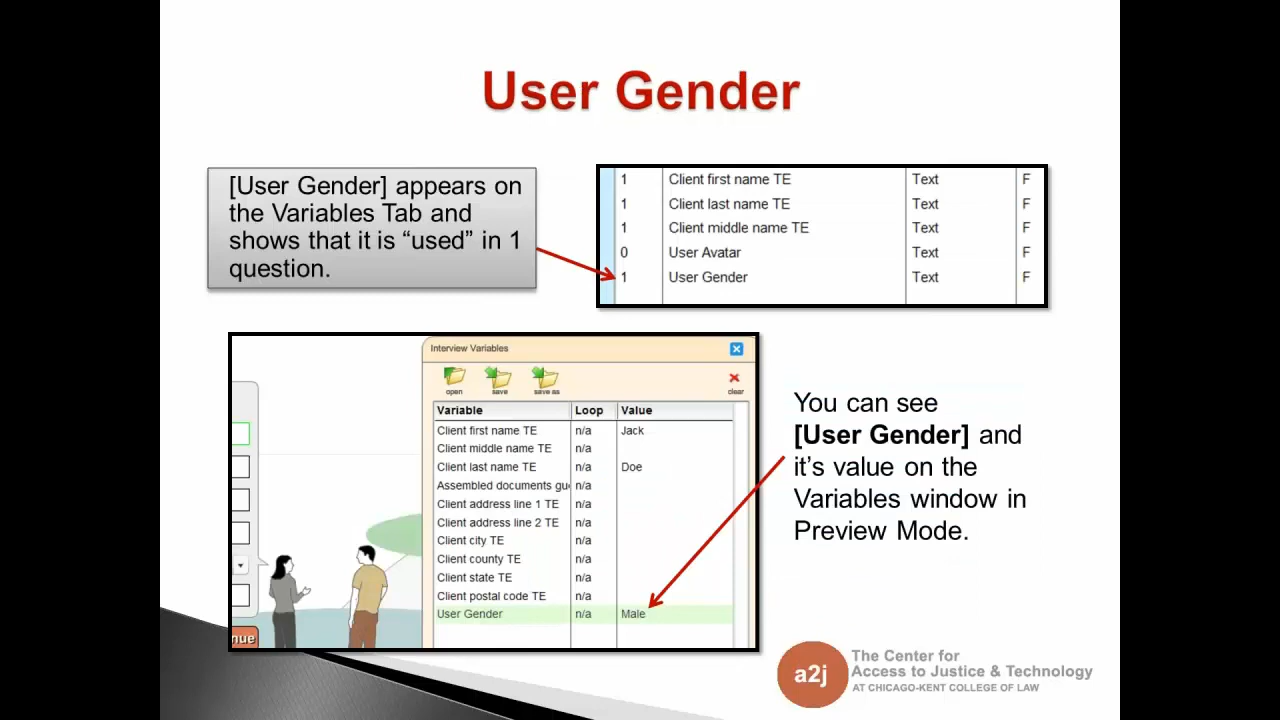 User Gender
[User Gender] appears on
the Variables Tab and
shows that it is “used” in 1
question.
1 Client first name TE Text F
1 Client last name TE Text F
1 Client middle name TE Text F
0 User Avatar Text F
1 User Gender Text F
Interview Variables
open save save as clear
Variable Loop Value
Client first name TE n/a Jack
Client middle name TE n/a
Client last name TE n/a Doe
Assembled documents gu n/a
Client address line 1 TE n/a
Client address line 2 TE n/a
Client city TE n/a
Client county TE n/a
Client state TE n/a
Client postal code TE n/a
User Gender n/a Male
nue
You can see
[User Gender] and
it’s value on the
Variables window in
Preview Mode.
a2j
The Center for
Access to Justice & Technology
AT CHICAGO-KENT COLLEGE OF LAW